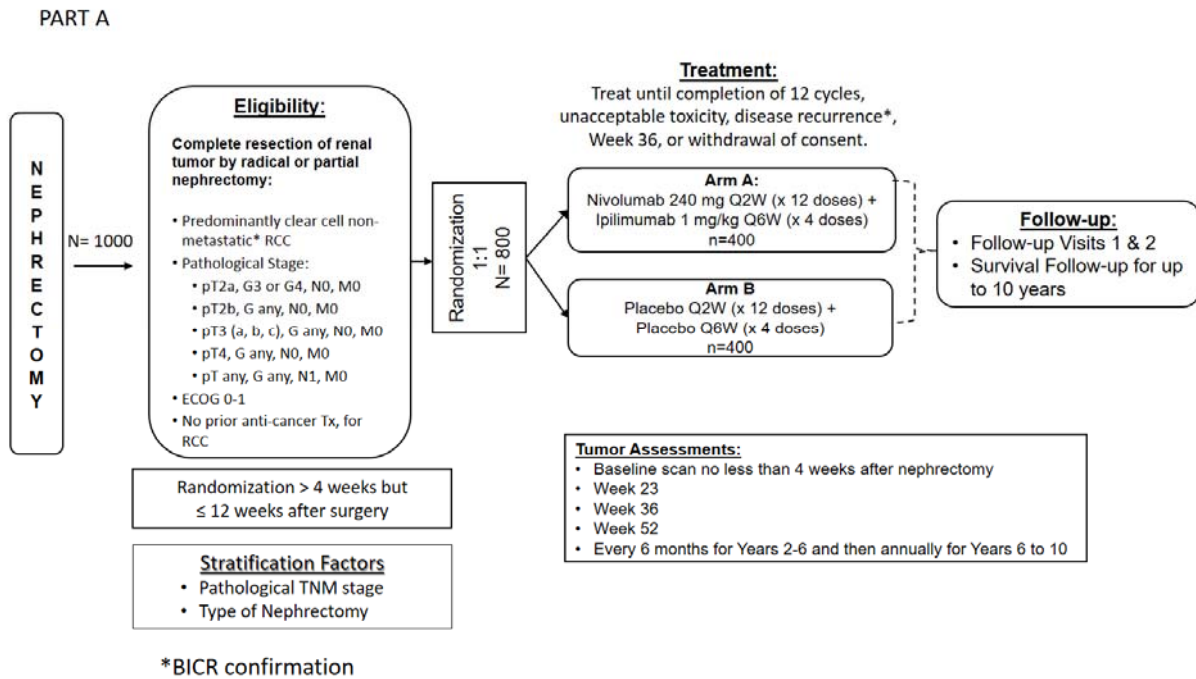 PART A
N
E
P
H
R
E
C
T
O
M
Y
N= 1000
Eligibility:
Complete resection of renal
tumor by radical or partial
nephrectomy:
• Predominantly clear cell non-
metastatic* RCC
• Pathological Stage:
• pT2a, G3 or G4, N0, M0
• pT2b, G any, N0, M0
• pT3 (a, b, c), G any, N0, M0
• pT4, G any, N0, M0
• pT any, G any, N1, M0
• ECOG 0-1
• No prior anti-cancer Tx, for
RCC
Randomization > 4 weeks but
≤ 12 weeks after surgery
Stratification Factors
• Pathological TNM stage
• Type of Nephrectomy
*BICR confirmation
Randomization
1:1
N= 800
Treatment:
Treat until completion of 12 cycles,
unacceptable toxicity, disease recurrence*,
Week 36, or withdrawal of consent.
Arm A:
Nivolumab 240 mg Q2W (x 12 doses) +
Ipilimumab 1 mg/kg Q6W (x 4 doses)
n=400
Arm B
Placebo Q2W (x 12 doses) +
Placebo Q6W (x 4 doses)
n=400
Follow-up:
• Follow-up Visits 1 & 2
• Survival Follow-up for up
to 10 years
Tumor Assessments:
• Baseline scan no less than 4 weeks after nephrectomy
• Week 23
• Week 36
• Week 52
• Every 6 months for Years 2-6 and then annually for Years 6 to 10